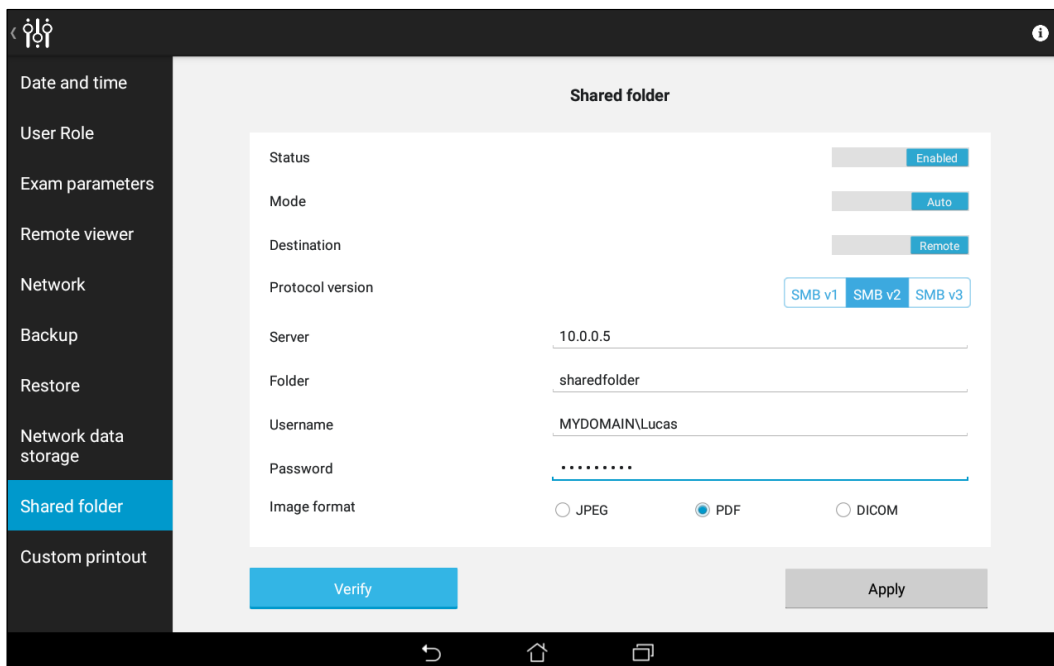 Date and time
User Role
Exam parameters
Remote viewer
Network
Backup
Restore
Network data
storage
Shared folder
Custom printout
Shared folder
Status Enabled
Mode Auto
Destination Remote
Protocol version SMB v1 SMB v2 SMB v3
Server 10.0.0.5
Folder sharedfolder
Username MYDOMAIN\Lucas
Password •••••••••
Image format JPEG PDF DICOM
Verify Apply